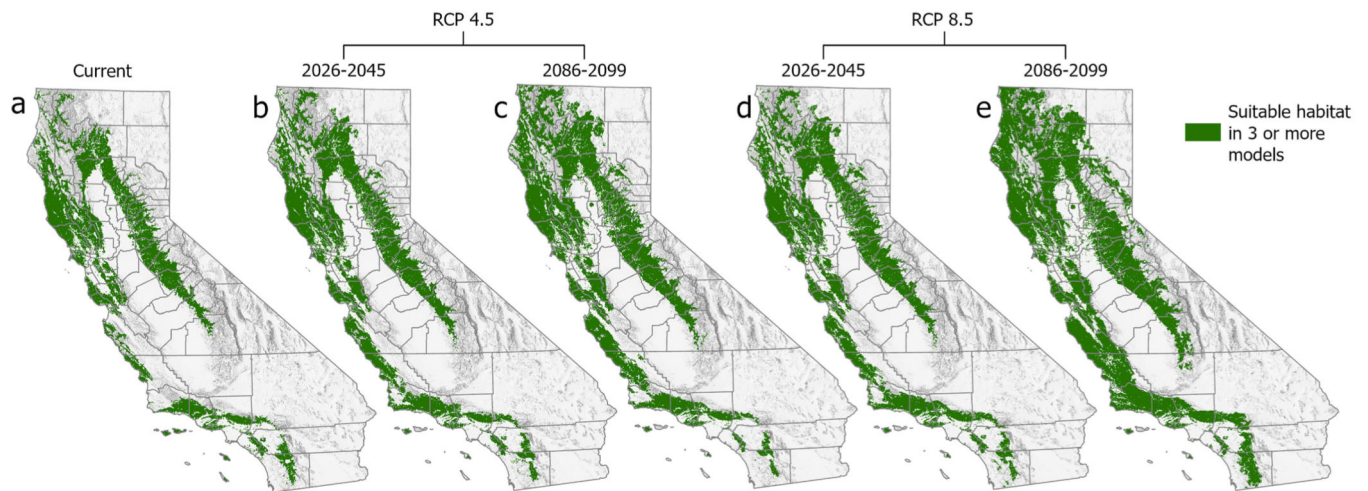 RCP 4.5
RCP 8.5
Current
2026-2045
2086-2099
2026-2045
2086-2099
a
b
c
d
e
Suitable habitat
in 3 or more
models